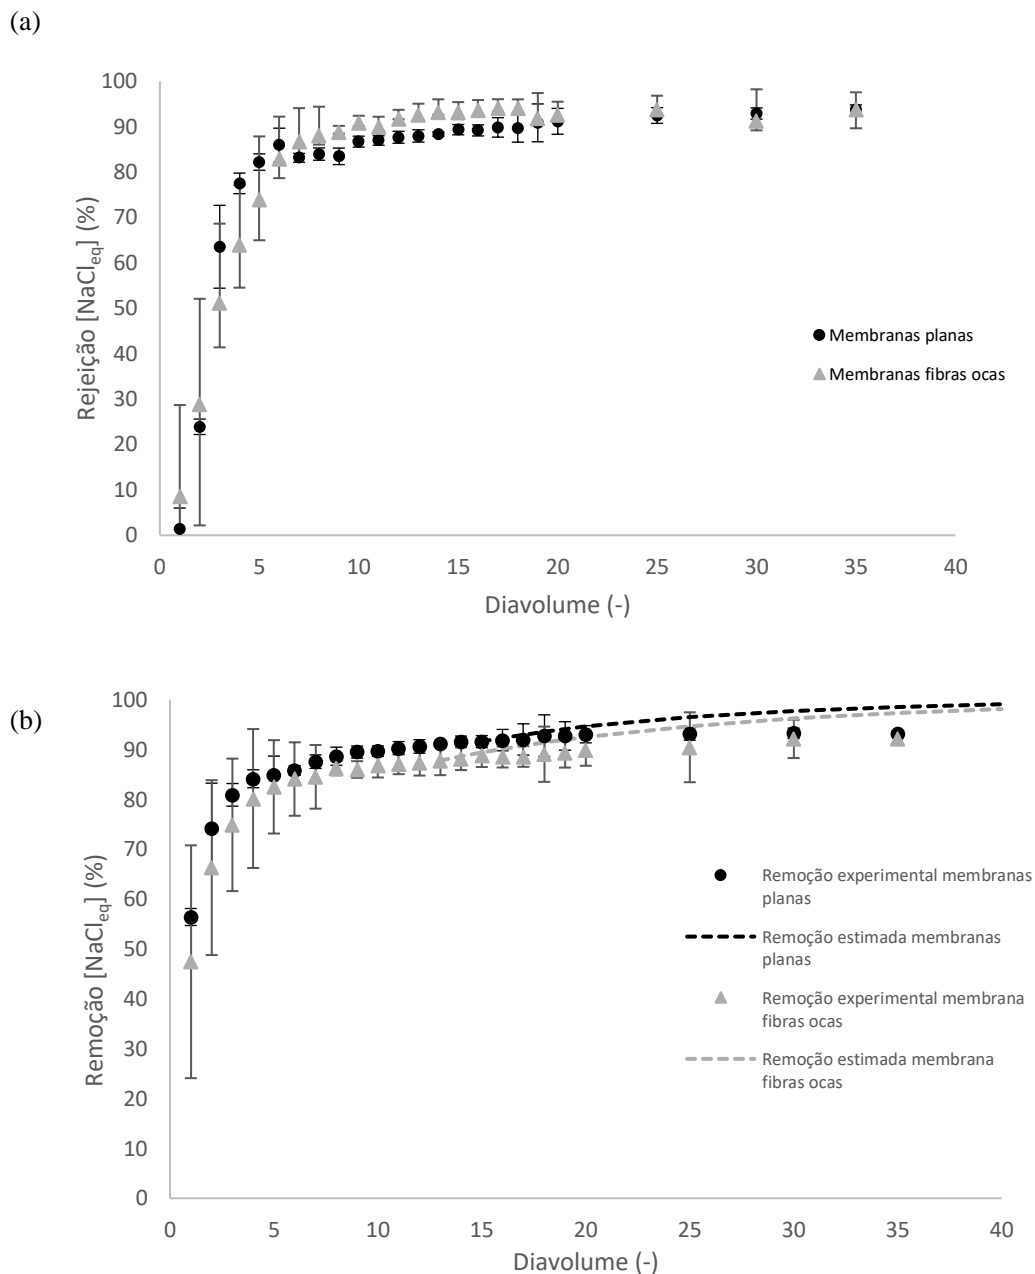 (a)
100
90
80
70
60
50
40
30
20
10
0
Rejeição [NaCl_eq] (%)
Membranas planas
Membranas fibras ocas
0 5 10 15 20 25 30 35 40
Diavolume (-)
(b)
100
90
80
70
60
50
40
30
20
10
0
Remoção [NaCl_eq] (%)
Remoção experimental membranas
planas
Remoção estimada membranas
planas
Remoção experimental membrana
fibras ocas
Remoção estimada membrana
fibras ocas
0 5 10 15 20 25 30 35 40
Diavolume (-)